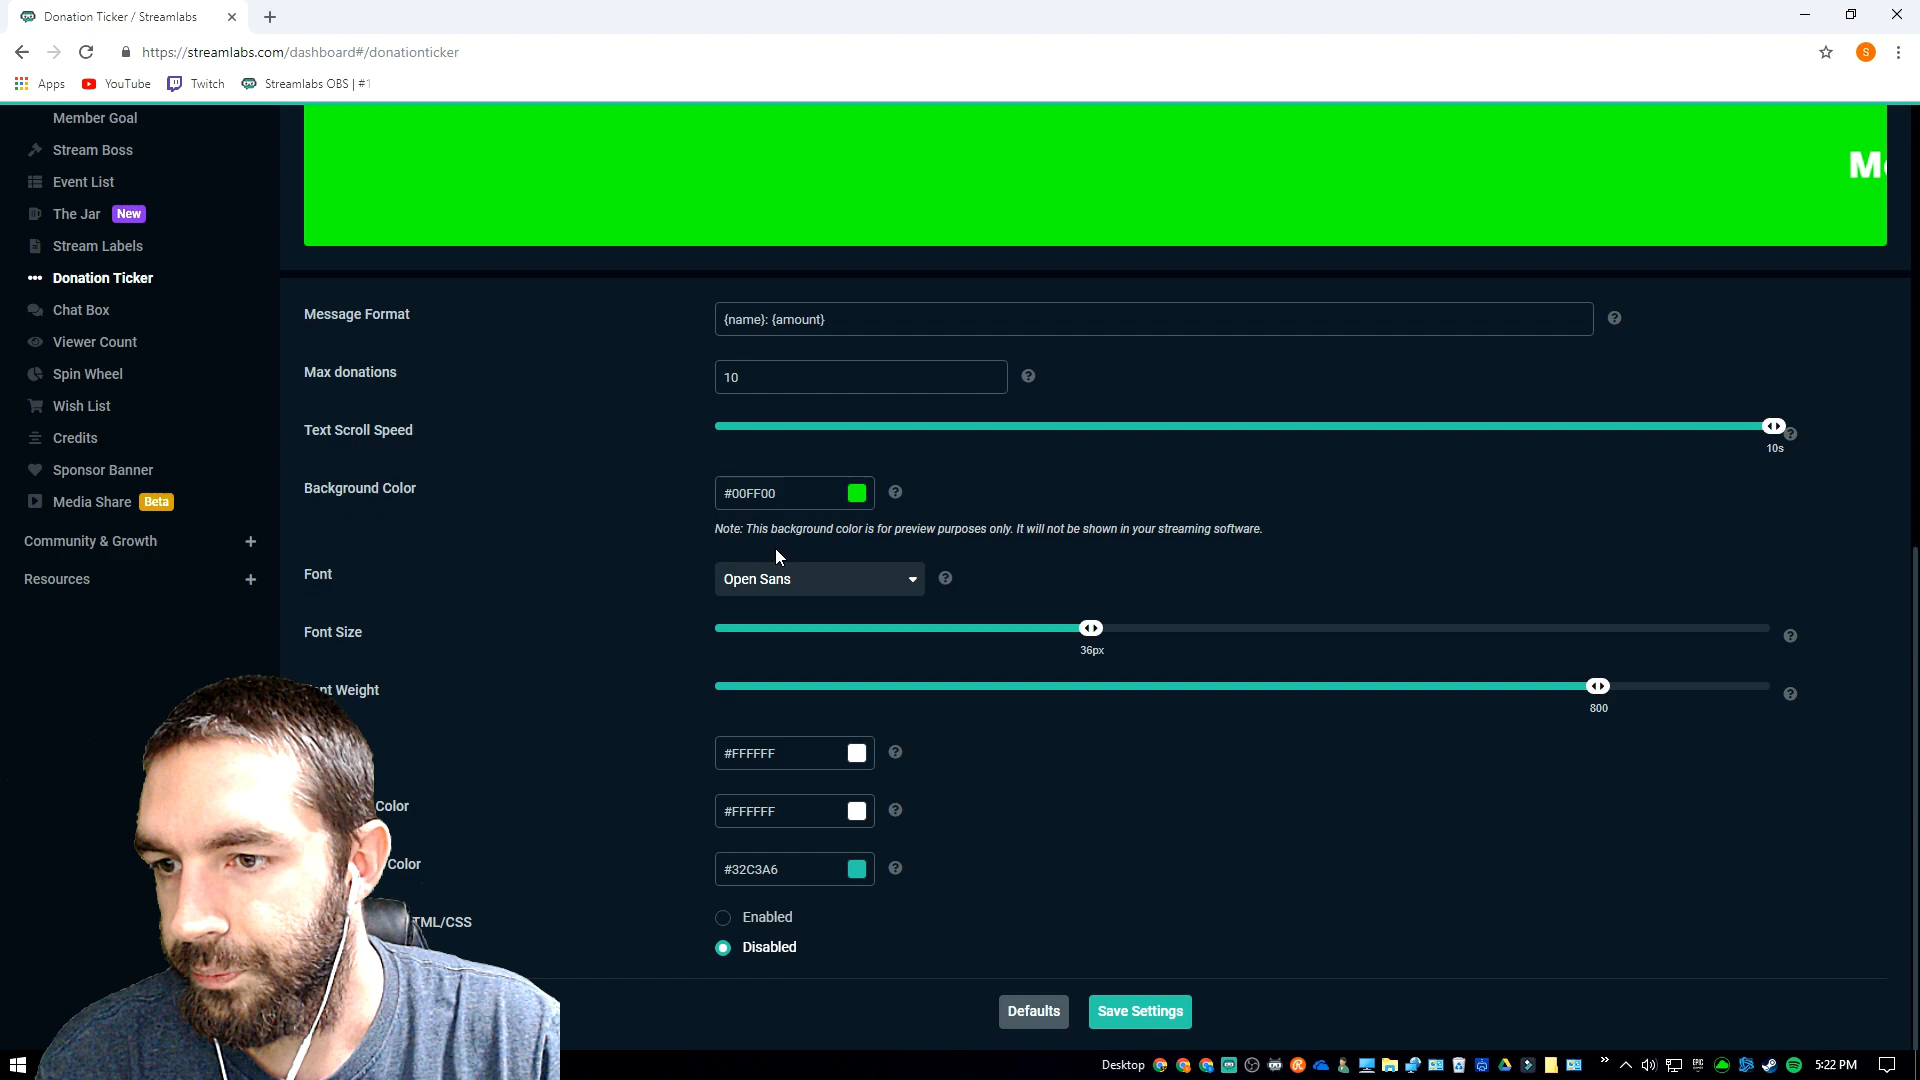 Donation Ticker / Streamlabs
https://streamlabs.com/dashboard#/donationticker
S
Apps
YouTube
Twitch
Streamlabs OBS | #1
Member Goal
Stream Boss
Event List
The Jar New
Stream Labels
Donation Ticker
Chat Box
Viewer Count
Spin Wheel
Wish List
Credits
Sponsor Banner
Media Share Beta
Community & Growth +
Resources +
Message Format
{name}: {amount}
Max donations
10
Text Scroll Speed
10s
Background Color
#00FF00
Note: This background color is for preview purposes only. It will not be shown in your streaming software.
Font
Open Sans
Font Size
36px
Weight
800
#FFFFFF
Color
#FFFFFF
Color
#32C3A6
TML/CSS
Enabled
Disabled
Defaults
Save Settings
Desktop
5:22 PM